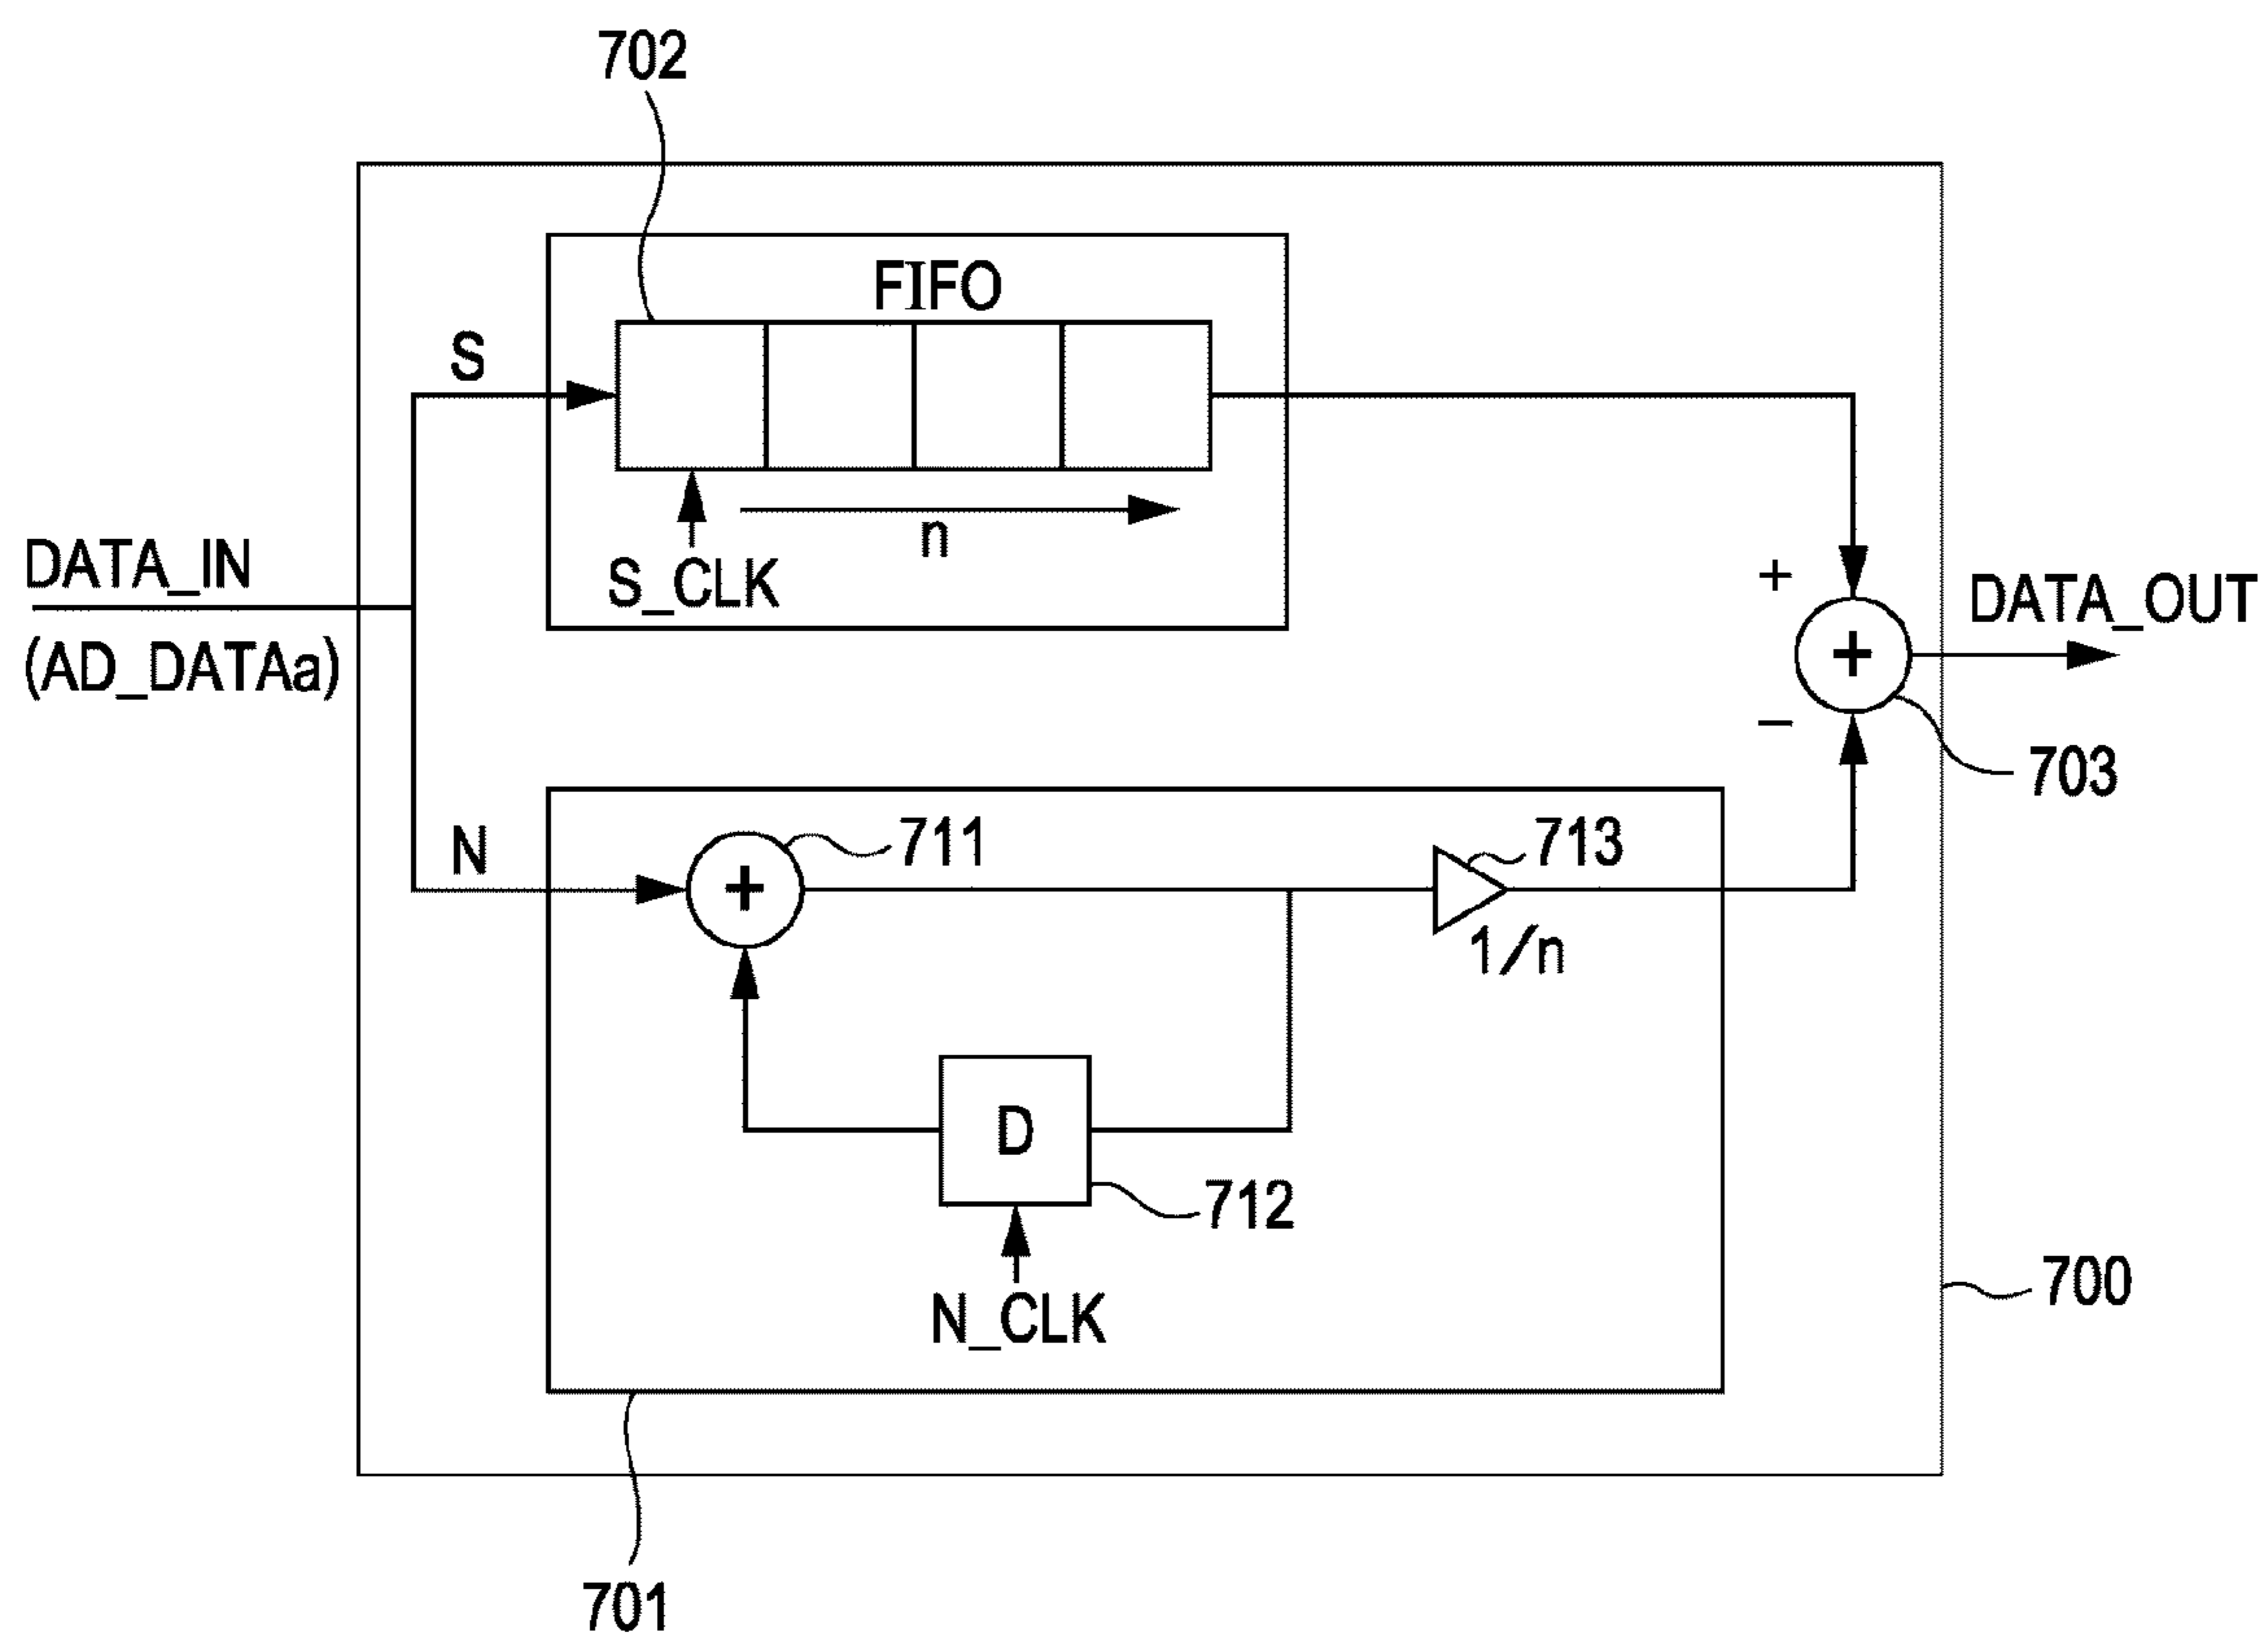 702
FIFO
S
n
S_CLK
DATA_IN
(AD_DATAa)
+
+
DATA_OUT
−
703
N
711
+
713
1/n
D
712
N_CLK
700
701